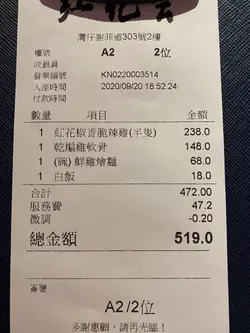 灣仔謝菲道303號2樓
檯號 A2 2位
收銀員
發票編號 KN0220003514
入座時間 2020/09/20 18:52:24
付款時間
數量 項目 金額
1 紅花椒香脆辣雞(半隻) 238.0
1 乾煸雞軟骨 148.0
1 (碗) 鮮雞燴麵 68.0
1 白飯 18.0
合計 472.00
服務費 47.2
微調 -0.20
總金額 519.0
A2/2位
多謝惠顧，請再光臨！